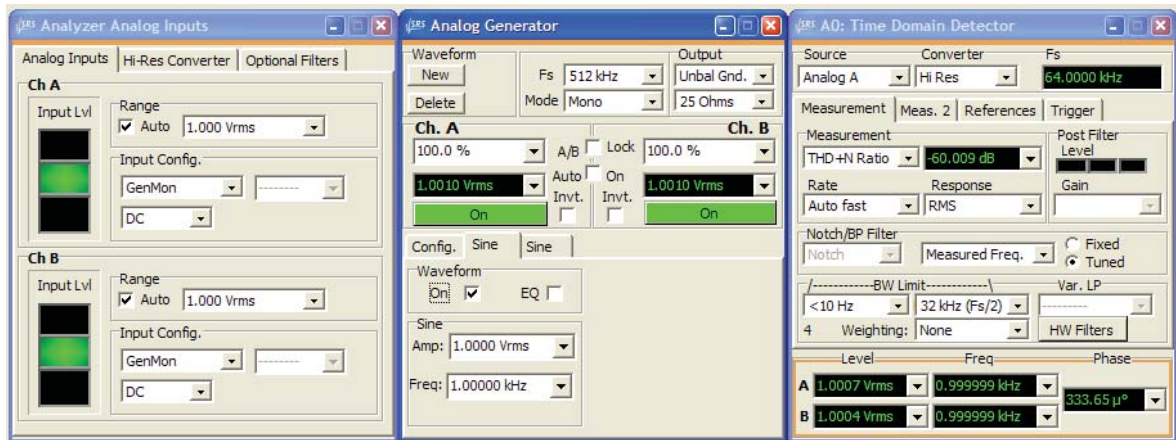 SRS Analyzer Analog Inputs
Analog Inputs Hi-Res Converter Optional Filters
Ch A
Input Lvl
Range
Auto 1.000 Vrms
Input Config.
GenMon --------
DC
Ch B
Input Lvl
Range
Auto 1.000 Vrms
Input Config.
GenMon --------
DC
SRS Analog Generator
Waveform
New
Delete
Fs 512 kHz
Mode Mono
Output
Unbal Gnd.
25 Ohms
Ch. A Ch. B
100.0 % A/B Lock 100.0 %
Auto On
1.0010 Vrms Invt. Invt. 1.0010 Vrms
On On
Config. Sine Sine
Waveform
On EQ
Sine
Amp: 1.0000 Vrms
Freq: 1.00000 kHz
SRS A0: Time Domain Detector
Source Converter Fs
Analog A Hi Res 64.0000 kHz
Measurement Meas. 2 References Trigger
Measurement
THD+N Ratio -60.009 dB
Rate Response
Auto fast RMS
Post Filter
Level
Gain
Notch/BP Filter
Notch Measured Freq. Fixed
Tuned
/------------BW Limit------------\ Var. LP
<10 Hz 32 kHz (Fs/2) ---------
4 Weighting: None HW Filters
Level Freq Phase
A 1.0007 Vrms 0.999999 kHz 333.65 µ°
B 1.0004 Vrms 0.999999 kHz